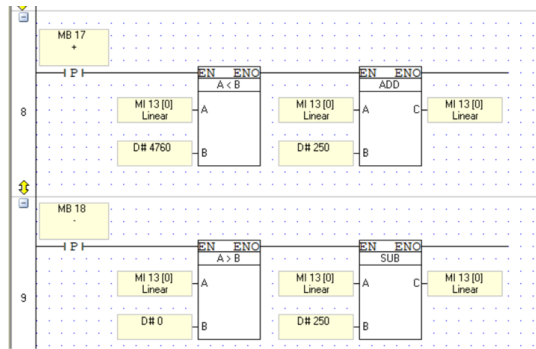 MB 17
+
P
EN ENO
EN ENO
A < B
ADD
8
MI 13 [0]
Linear
A
MI 13 [0]
Linear
A
C
MI 13 [0]
Linear
D# 4760
B
D# 250
B
MB 18
-
P
EN ENO
EN ENO
A > B
SUB
9
MI 13 [0]
Linear
A
MI 13 [0]
Linear
A
C
MI 13 [0]
Linear
D# 0
B
D# 250
B